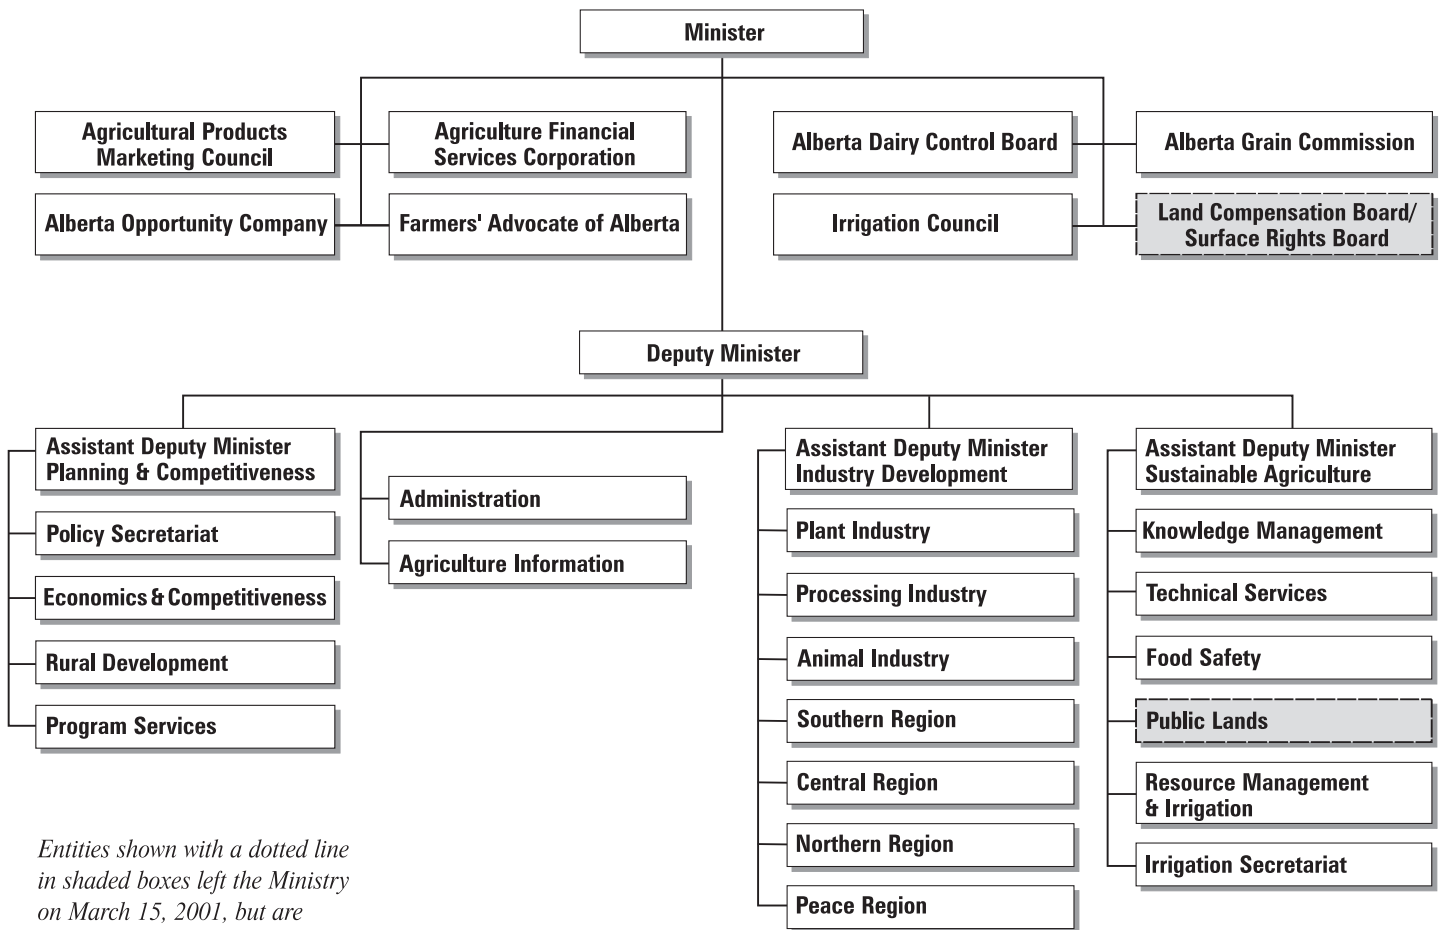 Minister
Agricultural Products
Marketing Council
Agriculture Financial
Services Corporation
Alberta Dairy Control Board
Alberta Grain Commission
Alberta Opportunity Company
Farmers' Advocate of Alberta
Irrigation Council
Land Compensation Board/
Surface Rights Board
Deputy Minister
Assistant Deputy Minister
Planning & Competitiveness
Policy Secretariat
Economics & Competitiveness
Rural Development
Program Services
Administration
Agriculture Information
Assistant Deputy Minister
Industry Development
Plant Industry
Processing Industry
Animal Industry
Southern Region
Central Region
Northern Region
Peace Region
Assistant Deputy Minister
Sustainable Agriculture
Knowledge Management
Technical Services
Food Safety
Public Lands
Resource Management
& Irrigation
Irrigation Secretariat
Entities shown with a dotted line
in shaded boxes left the Ministry
on March 15, 2001, but are